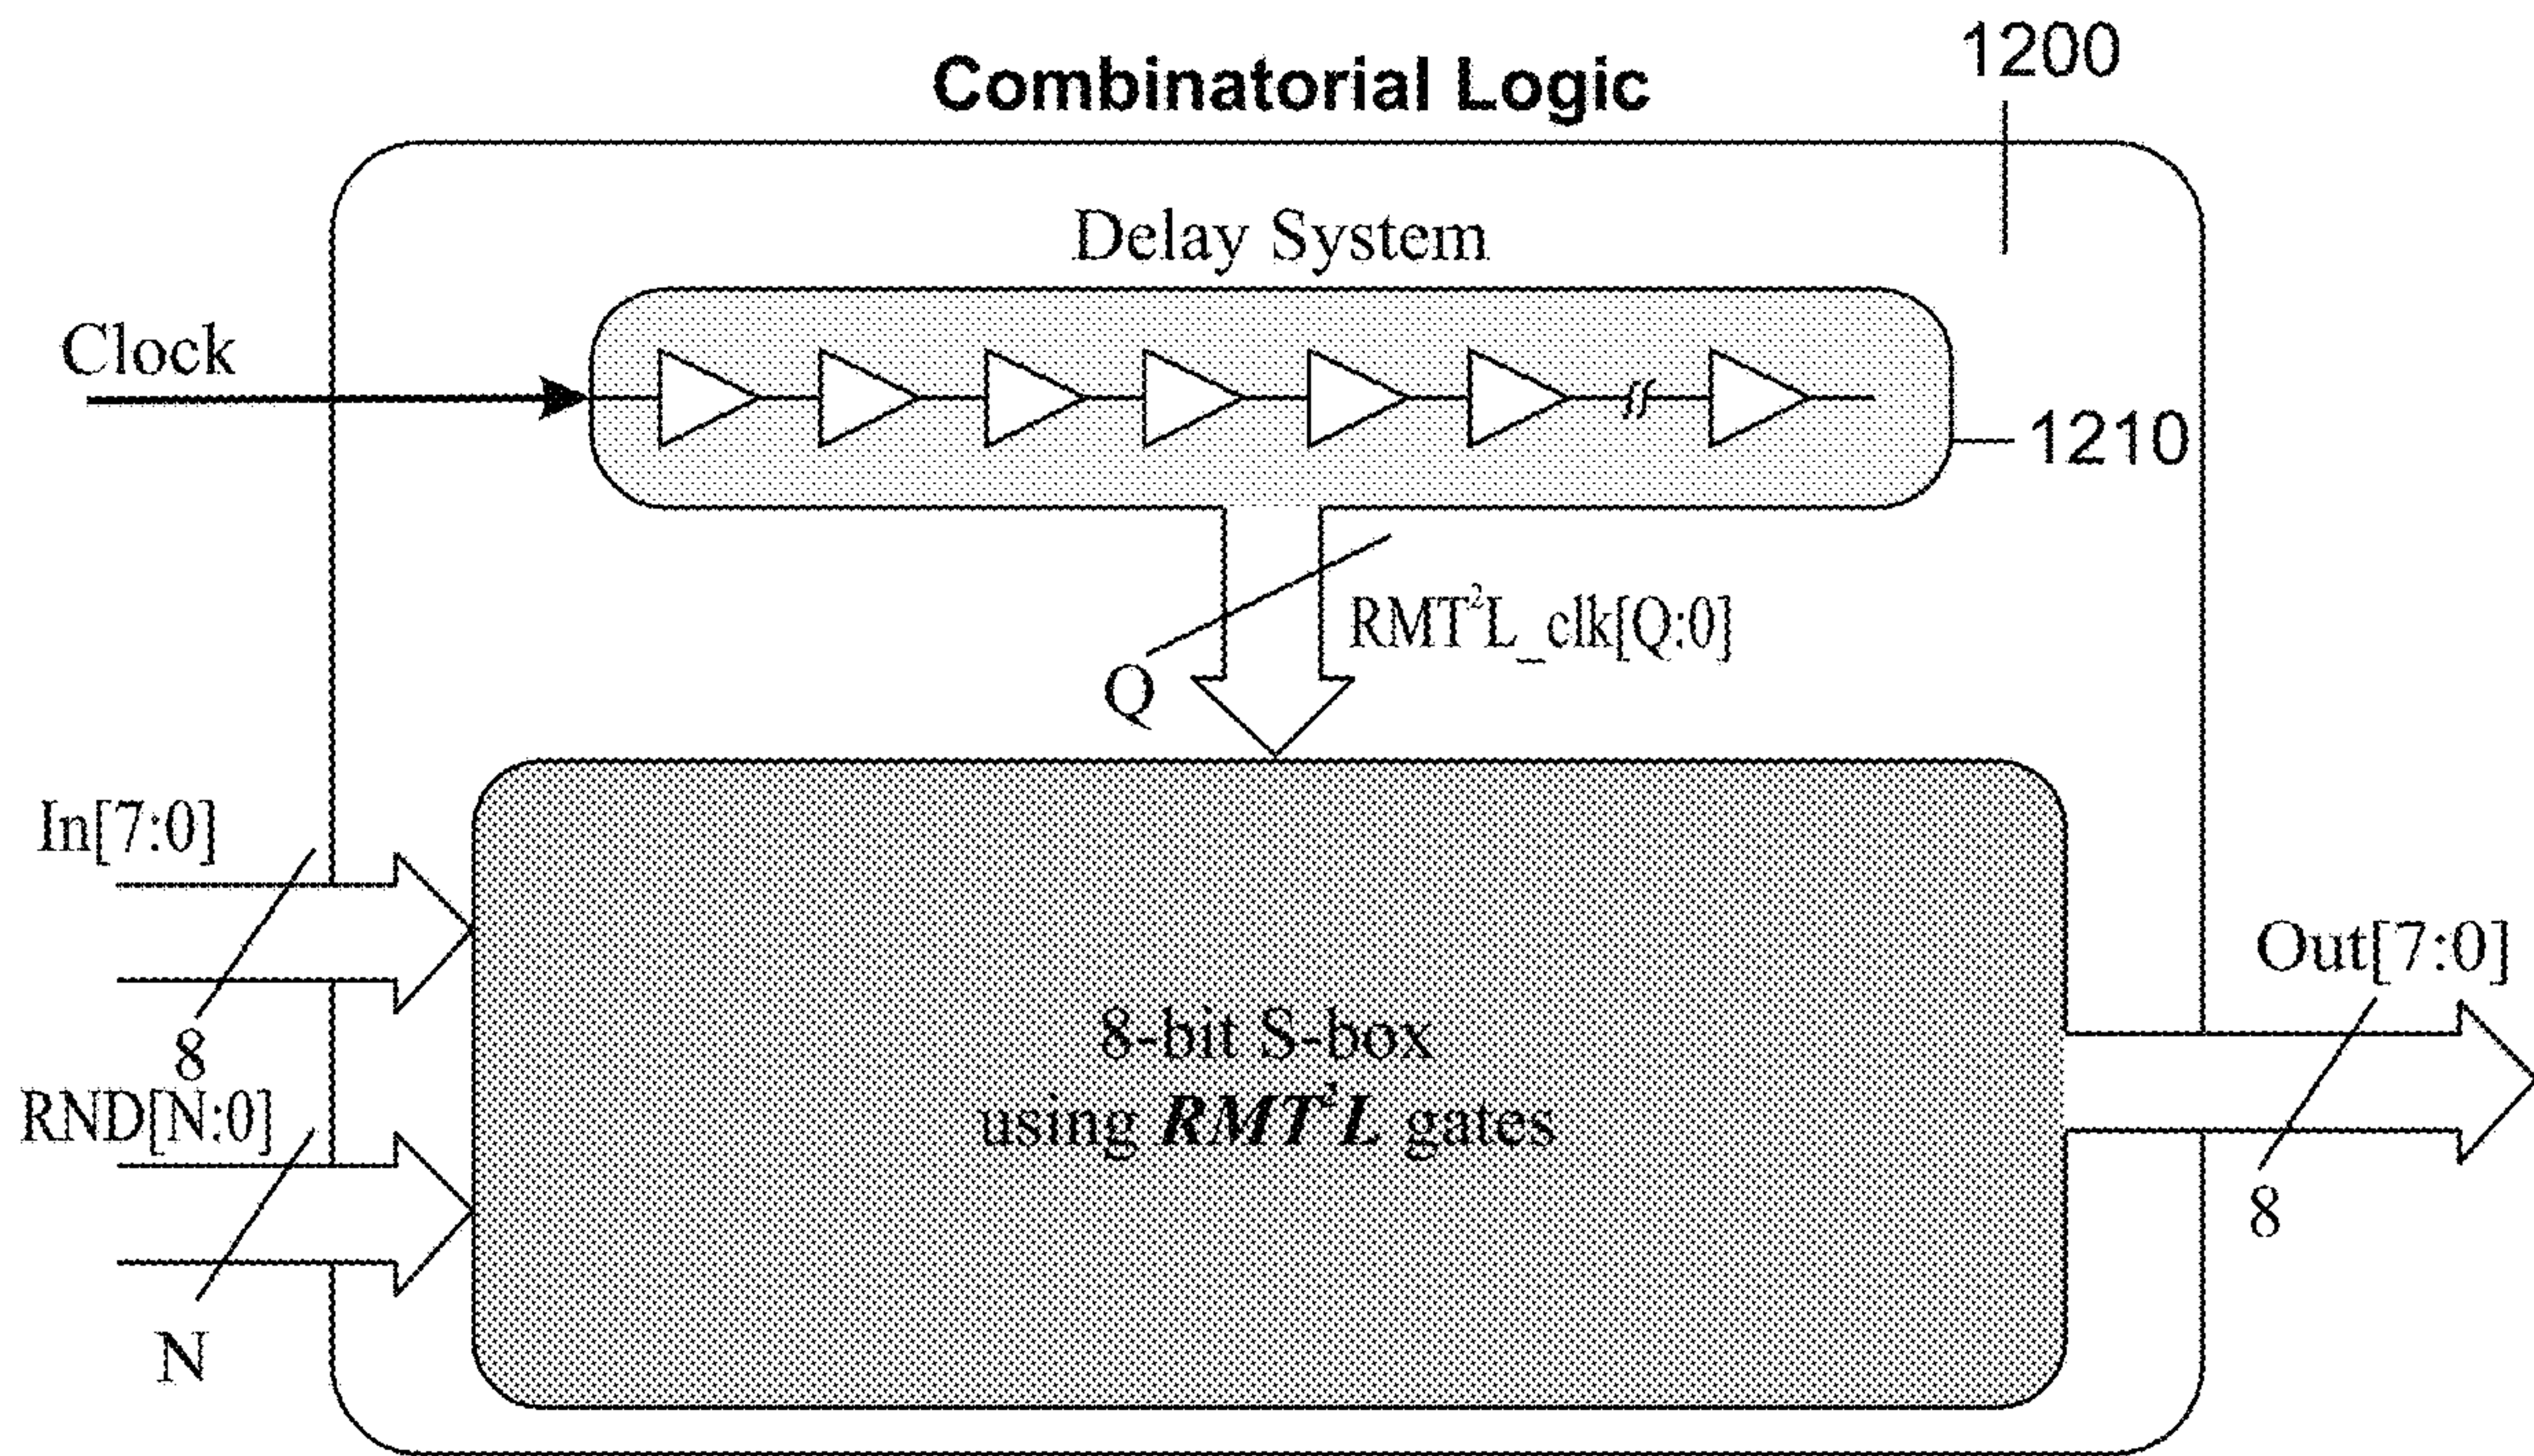 Combinatorial Logic
1200
Delay System
Clock
1210
RMT²L_clk[Q:0]
Q
In[7:0]
8
RND[N:0]
N
8-bit S-box
using RMT²L gates
Out[7:0]
8